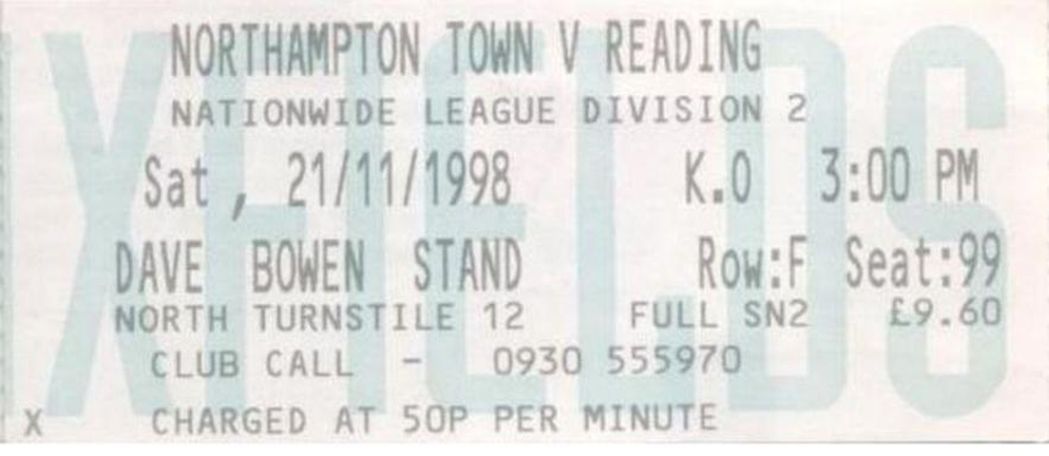 NORTHAMPTON TOWN V READING
NATIONWIDE LEAGUE DIVISION 2
Sat , 21/11/1998 K.O 3:00 PM
DAVE BOWEN STAND Row:F Seat:99
NORTH TURNSTILE 12 FULL SN2 £9.60
CLUB CALL - 0930 555970
X CHARGED AT 50P PER MINUTE
XFIELDS